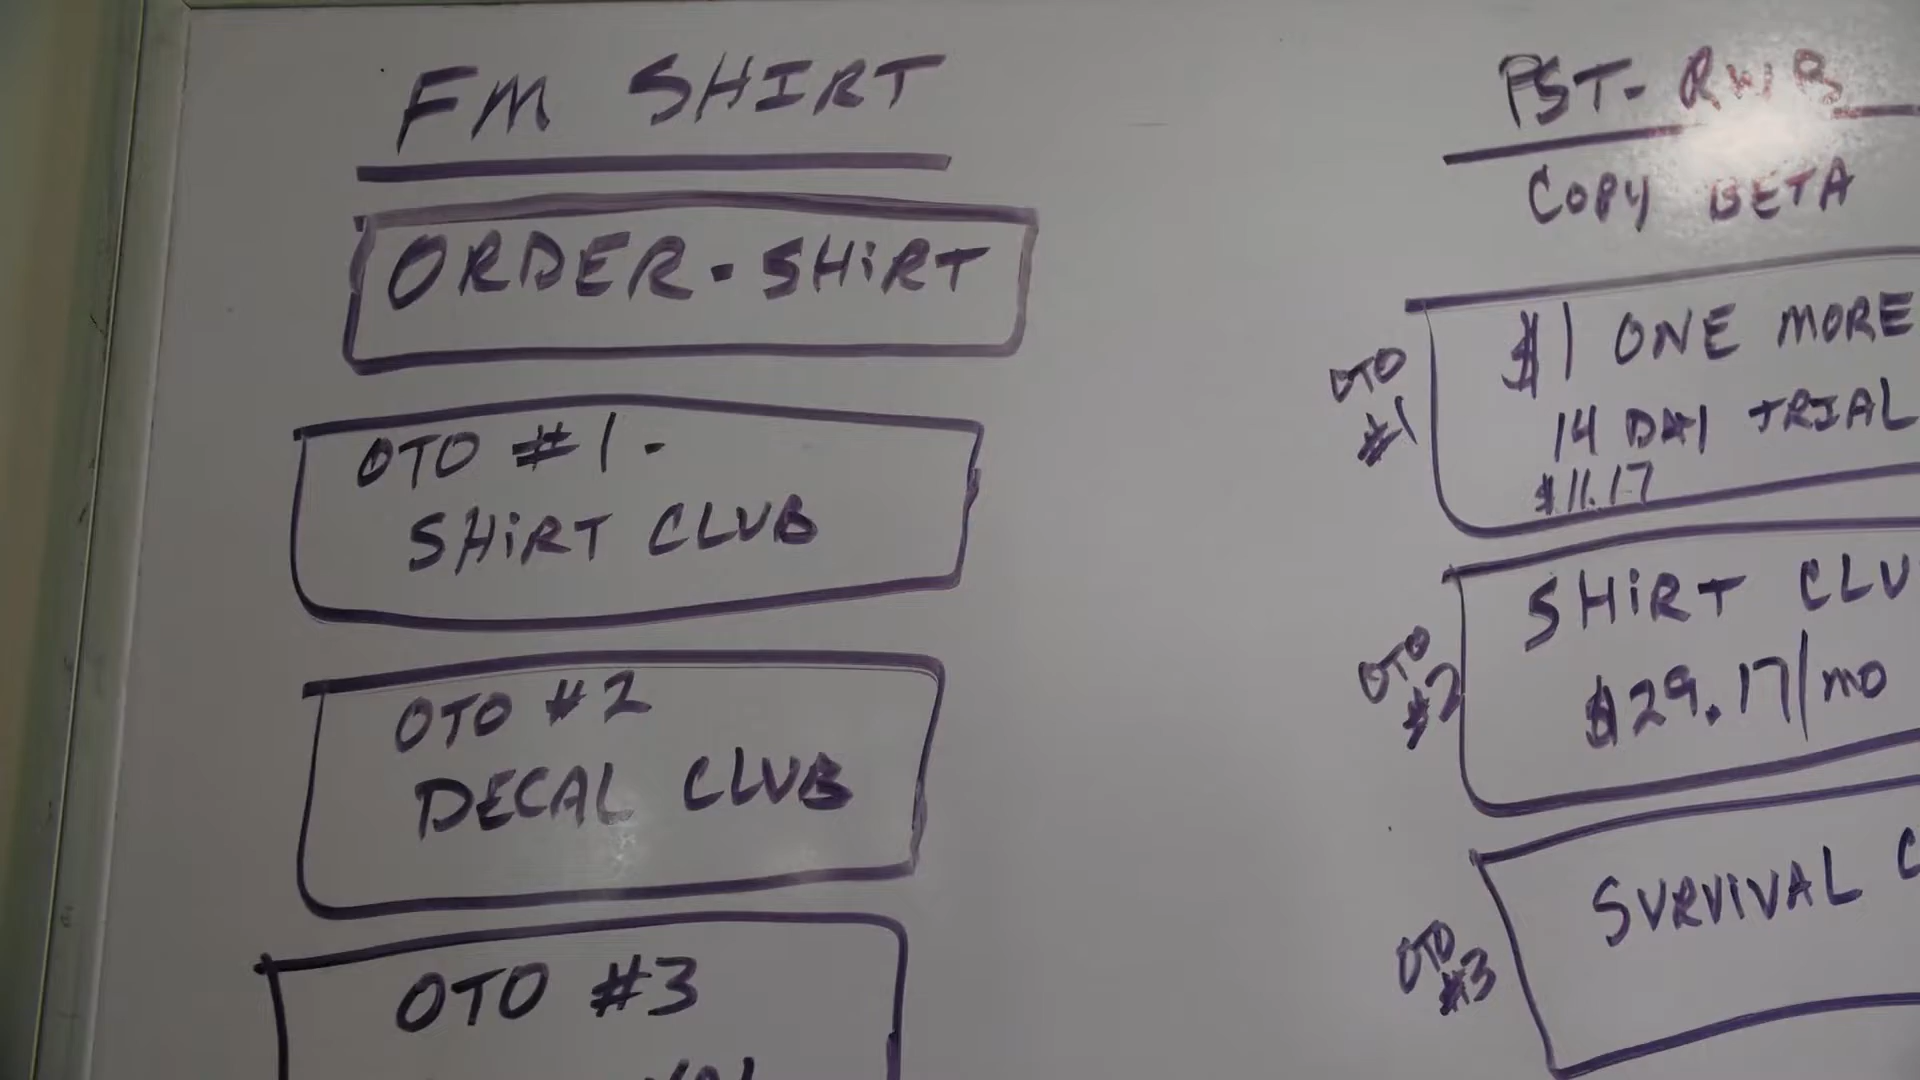 FM SHIRT
ORDER - SHiRT
OTO #1 -
SHiRT CLUB
OTO #2
DECAL CLUB
OTO #3
PST - RWB
COPY BETA
OTO
#1
$1 ONE MORE
14 DAY TRIAL
$11.17
OTO
#2
SHiRT CLU
$29.17/mo
OTO
#3
SURViVAL C